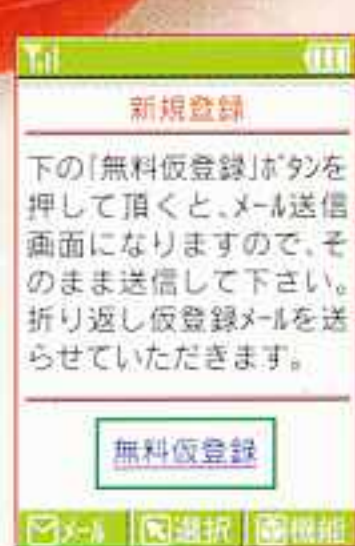 新規登録
下の「無料仮登録」ﾎﾞﾀﾝを
押して頂くと、ﾒｰﾙ送信
画面になりますので、そ
のまま送信して下さい。
折り返し仮登録ﾒｰﾙを送
らせていただきます。
無料仮登録
ﾒｰﾙ 選択 機能